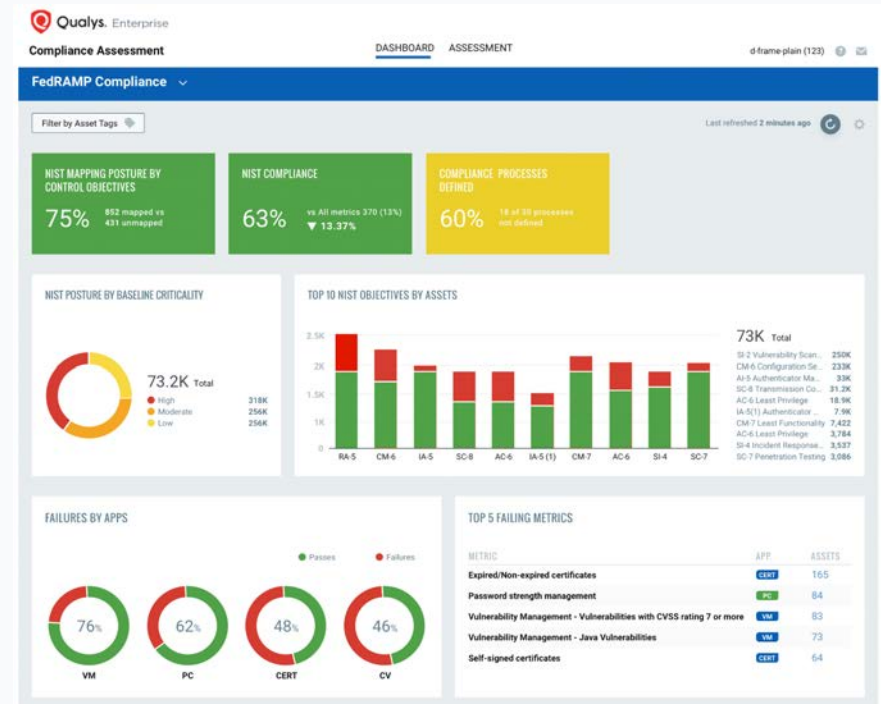 Qualys. Enterprise
Compliance Assessment
DASHBOARD ASSESSMENT
d-frame-plain (123)
FedRAMP Compliance
Filter by Asset Tags
Last refreshed 2 minutes ago
NIST MAPPING POSTURE BY
CONTROL OBJECTIVES
75%
852 mapped vs
431 unmapped
NIST COMPLIANCE
63%
vs All metrics 370 (13%)
▼ 13.37%
COMPLIANCE PROCESSES
DEFINED
60%
18 of 30 processes
not defined
NIST POSTURE BY BASELINE CRITICALITY
73.2K Total
High 318K
Moderate 256K
Low 256K
TOP 10 NIST OBJECTIVES BY ASSETS
2.5K
2K
1.5K
1K
0
RA-5 CM-6 IA-5 SC-8 AC-6 IA-5 (1) CM-7 AC-6 SI-4 SC-7
73K Total
SI-2 Vulnerability Scan... 250K
CM-6 Configuration Se... 233K
AI-5 Authenticator Ma... 33K
SC-8 Transmission Co... 31.2K
AC-6 Least Privilege 18.9K
IA-5(1) Authenticator ... 7.9K
CM-7 Least Functionality 7,422
AC-6 Least Privilege 3,784
SI-4 Incident Response... 3,537
SC-7 Penetration Testing 3,086
FAILURES BY APPS
Passes Failures
76%
VM
62%
PC
48%
CERT
46%
CV
TOP 5 FAILING METRICS
METRIC APP ASSETS
Expired/Non-expired certificates CERT 165
Password strength management PC 84
Vulnerability Management - Vulnerabilities with CVSS rating 7 or more VM 83
Vulnerability Management - Java Vulnerabilities VM 73
Self-signed certificates CERT 64